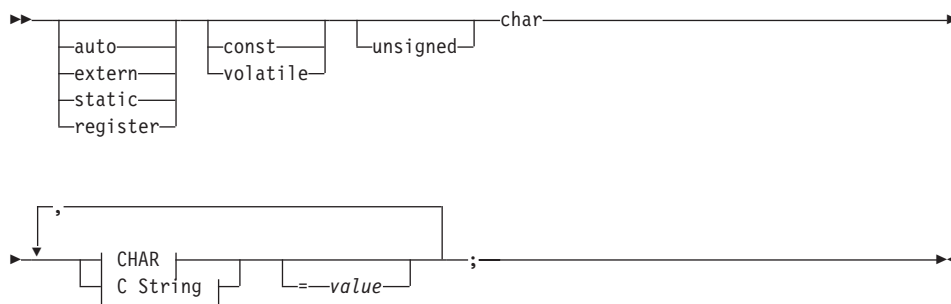 char
auto const unsigned
extern volatile
static
register
,
CHAR ;
C String = value